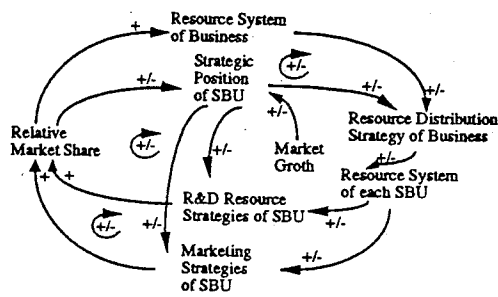 Resource System
of Business
+
Strategic
Position
of SBU
+/-
+/-
+/-
+/-
+/-
Resource Distribution
Strategy of Business
Relative
Market Share
+/-
+/-
Market
Groth
+/-
Resource System
of each SBU
+
+
R&D Resource
Strategies of SBU
+/-
+/-
+/-
Marketing
Strategies
of SBU
+/-